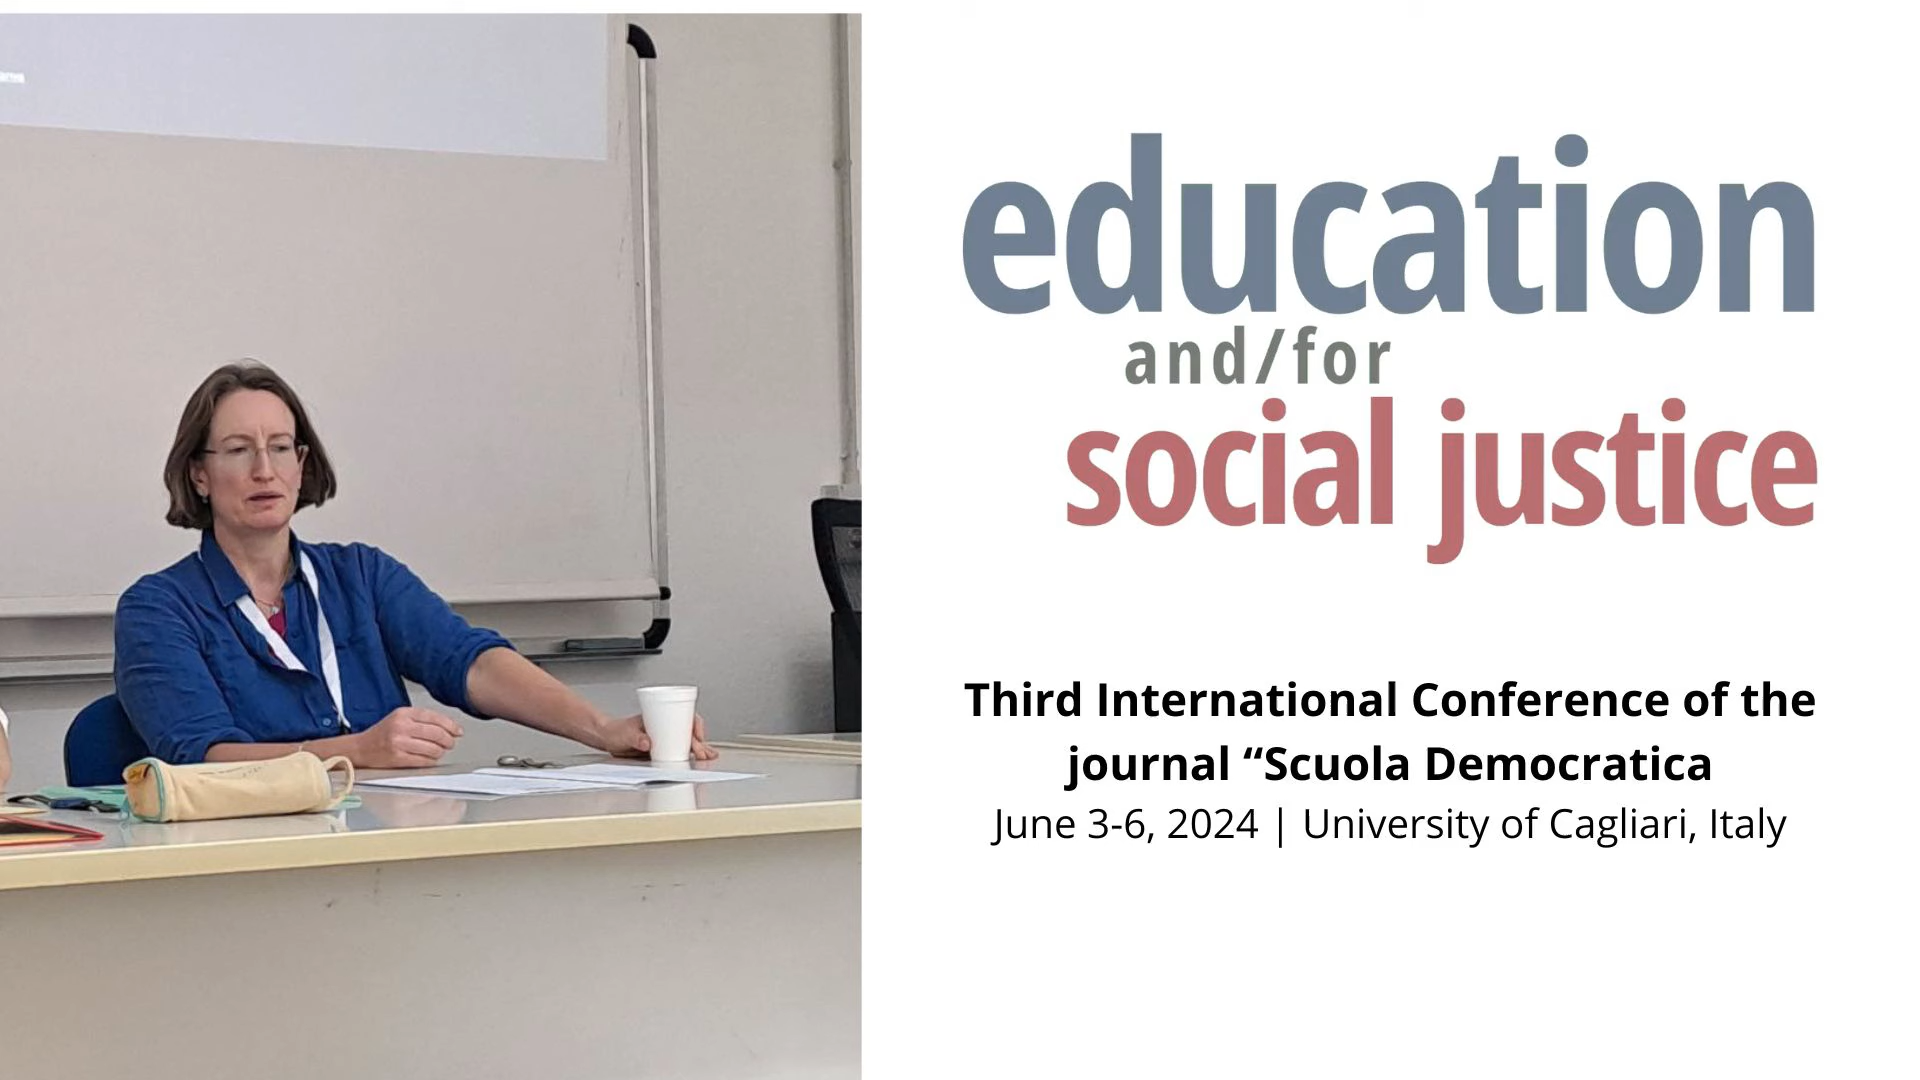 education
and/for
social justice
Third International Conference of the
journal “Scuola Democratica
June 3-6, 2024 | University of Cagliari, Italy